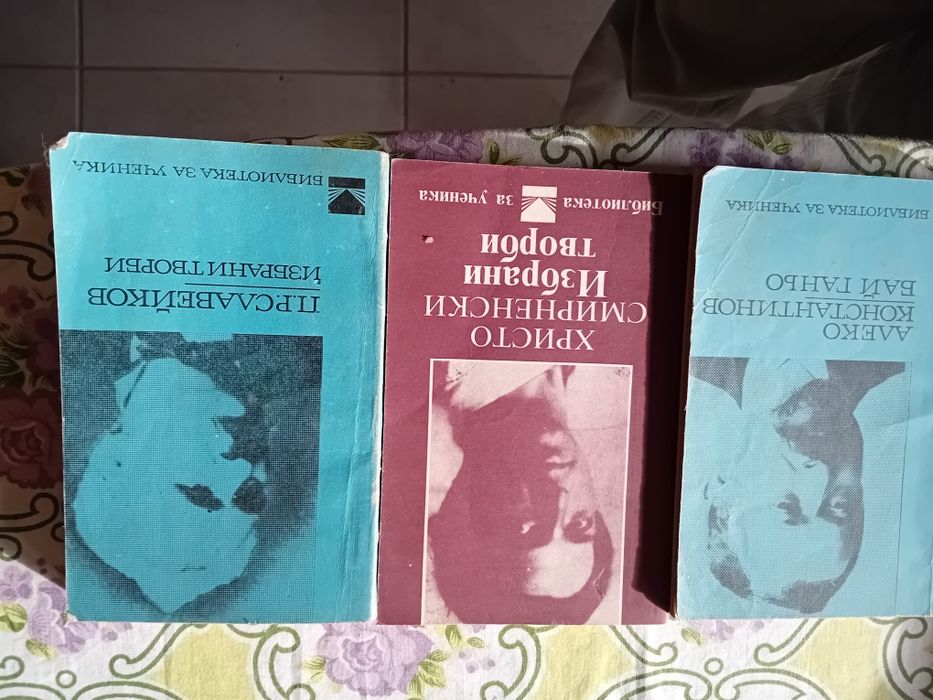 БИБЛИОТЕКА ЗА УЧЕНИКА
П.Р.СЛАВЕЙКОВ
ИЗБРАНИ ТВОРБИ
Библиотека за ученика
ХРИСТО
СМИРНЕНСКИ
Избрани
творби
БИБЛИОТЕКА ЗА УЧЕНИКА
АЛЕКО
КОНСТАНТИНОВ
БАЙ ГАНЬО